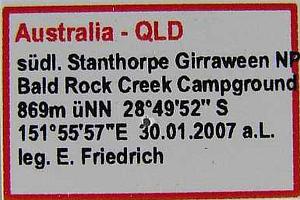 Australia - QLD
südl. Stanthorpe Girraween NP
Bald Rock Creek Campground
869m üNN 28°49'52" S
151°55'57"E 30.01.2007 a.L.
leg. E. Friedrich